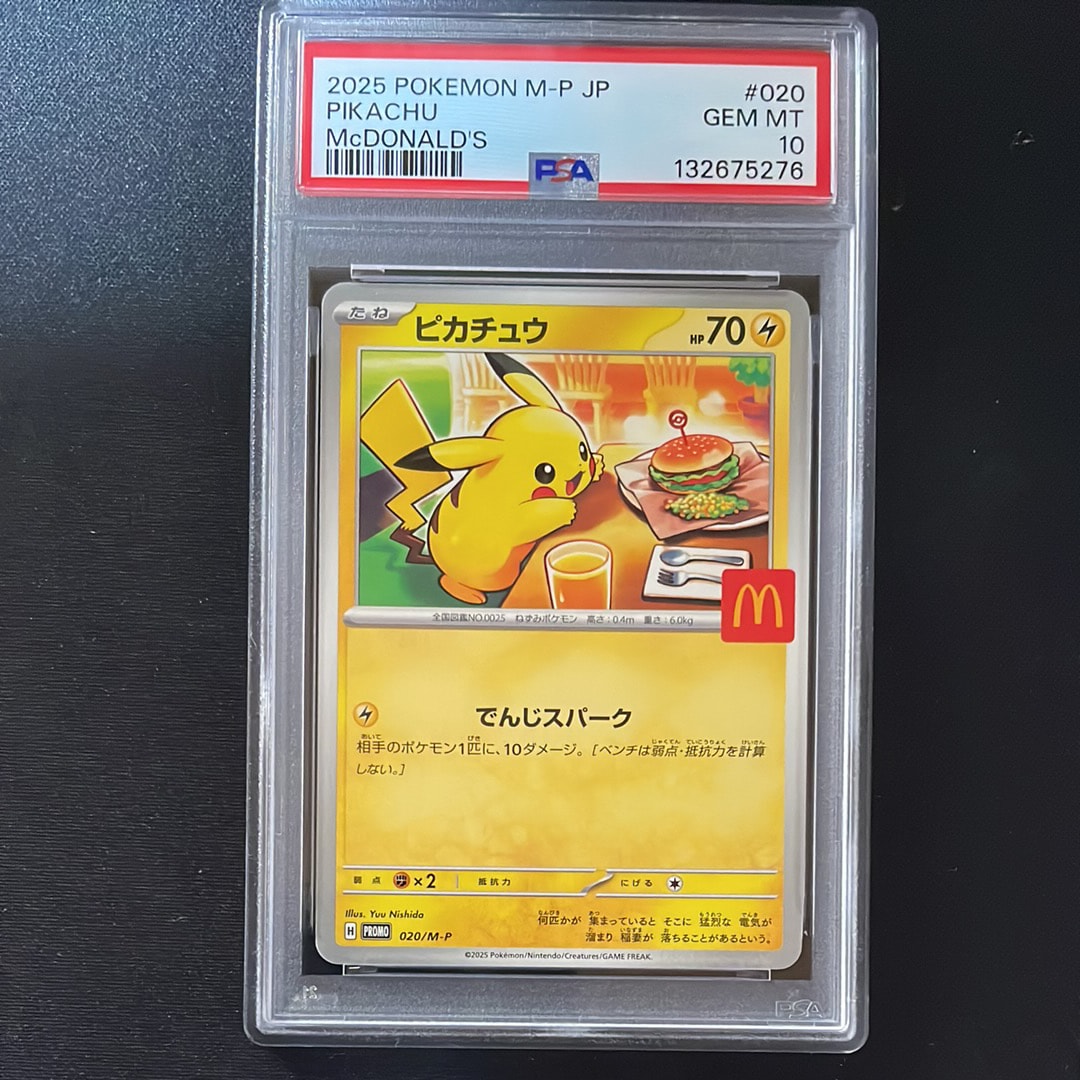 2025 POKEMON M-P JP #020
PIKACHU GEM MT
McDONALD'S 10
PSA 132675276
たね ピカチュウ HP70
M
全国図鑑NO.0025 ねずみポケモン 高さ:0.4m 重さ:6.0kg
でんじスパーク
相手のポケモン1匹に、10ダメージ。[ベンチは弱点・抵抗力を計算
しない。]
弱点 ×2 抵抗力 にげる
Illus. Yuu Nishida
何匹かが 集まっていると そこに 猛烈な 電気が
溜まり 稲妻が 落ちることがあるという。
H PROMO 020/M-P
©2025 Pokémon/Nintendo/Creatures/GAME FREAK.
PSA